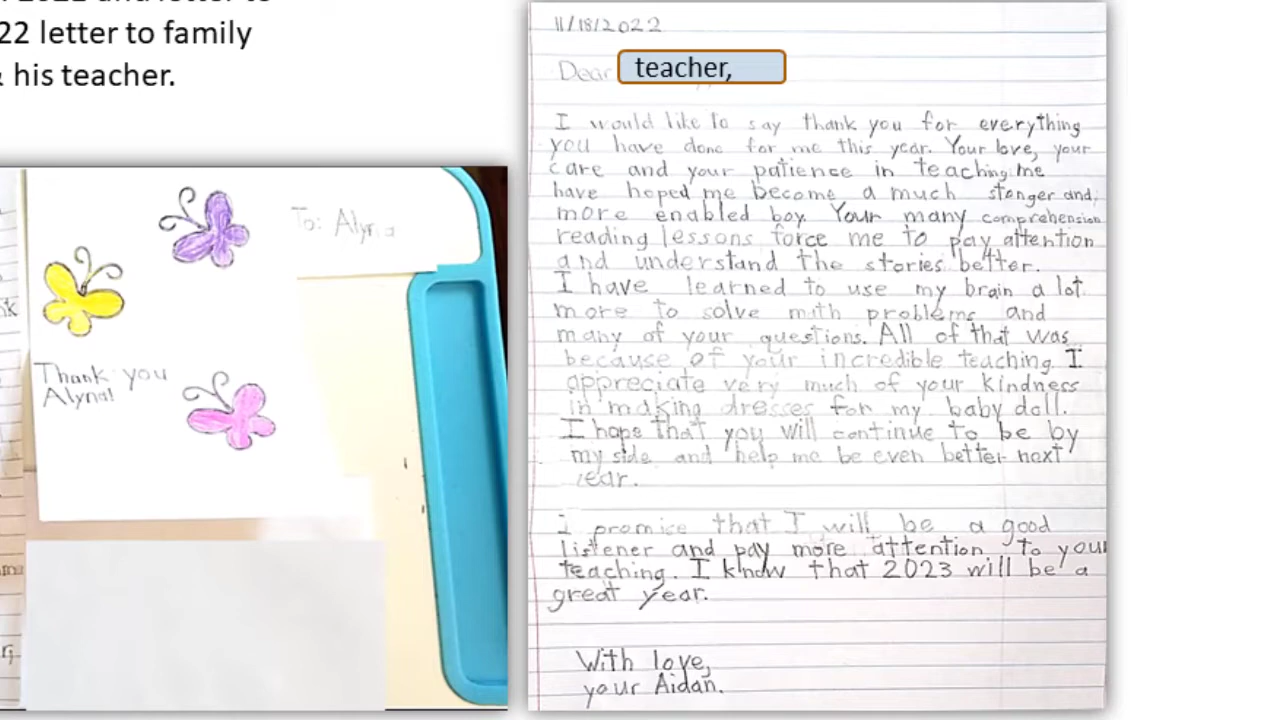 22 letter to family
his teacher.
To: Alyna
Thank you
Alyna!
11/18/2022
Dear teacher,
I would like to say thank you for everything
you have done for me this year. Your love, your
care and your patience in teaching me
have hoped me become a much stonger and
more enabled boy. Your many comprehension
reading lessons force me to pay attention
and understand the stories better.
I have learned to use my brain a lot
more to solve math problems and
many of your questions. All of that was
because of your incredible teaching. I
appreciate very much of your kindness
in making dresses for my baby doll.
I hope that you will continue to be by
my side and help me be even better next
year.
I promise that I will be a good
listener and pay more attention to your
teaching. I know that 2023 will be a
great year.
With love,
your Aidan.